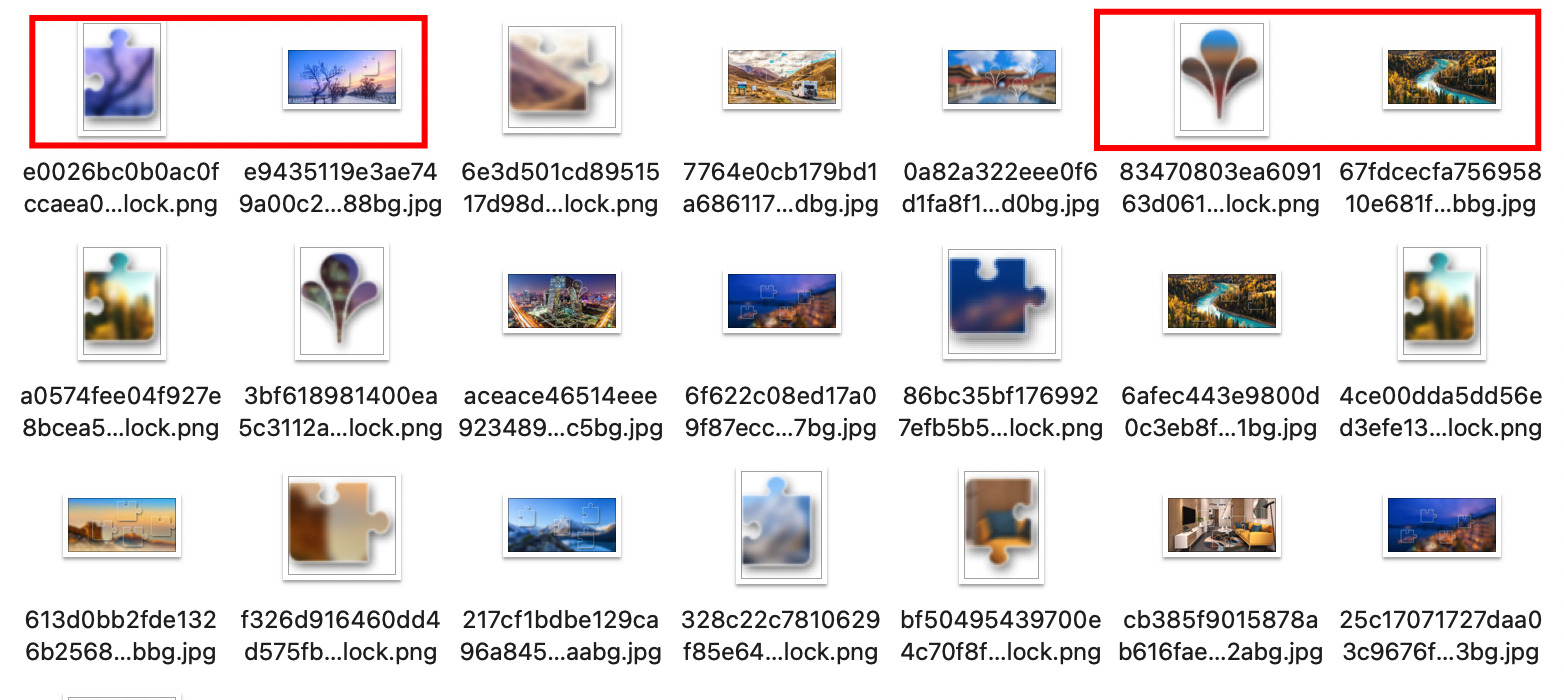 e0026bc0b0ac0f
ccaea0...lock.png
e9435119e3ae74
9a00c2...88bg.jpg
6e3d501cd89515
17d98d...lock.png
7764e0cb179bd1
a686117...dbg.jpg
0a82a322eee0f6
d1fa8f1...d0bg.jpg
83470803ea6091
63d061...lock.png
67fdcecfa756958
10e681f...bbg.jpg
a0574fee04f927e
8bcea5...lock.png
3bf618981400ea
5c3112a...lock.png
aceace46514eee
923489...c5bg.jpg
6f622c08ed17a0
9f87ecc...7bg.jpg
86bc35bf176992
7efb5b5...lock.png
6afec443e9800d
0c3eb8f...1bg.jpg
4ce00dda5dd56e
d3efe13...lock.png
613d0bb2fde132
6b2568...bbg.jpg
f326d916460dd4
d575fb...lock.png
217cf1bdbe129ca
96a845...aabg.jpg
328c22c7810629
f85e64...lock.png
bf50495439700e
4c70f8f...lock.png
cb385f9015878a
b616fae...2abg.jpg
25c17071727daa0
3c9676f...3bg.jpg